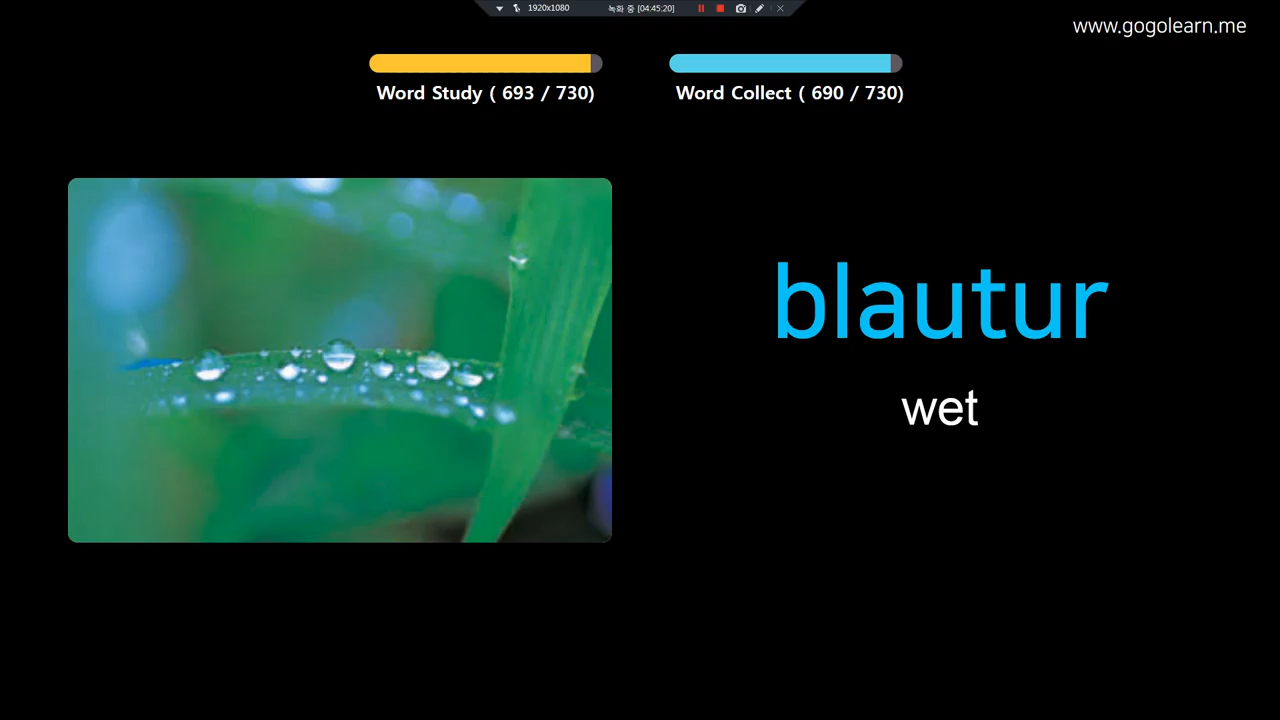 1920x1080 녹화 중 [04:45:20]
www.gogolearn.me
Word Study ( 693 / 730) Word Collect ( 690 / 730)
blautur
wet